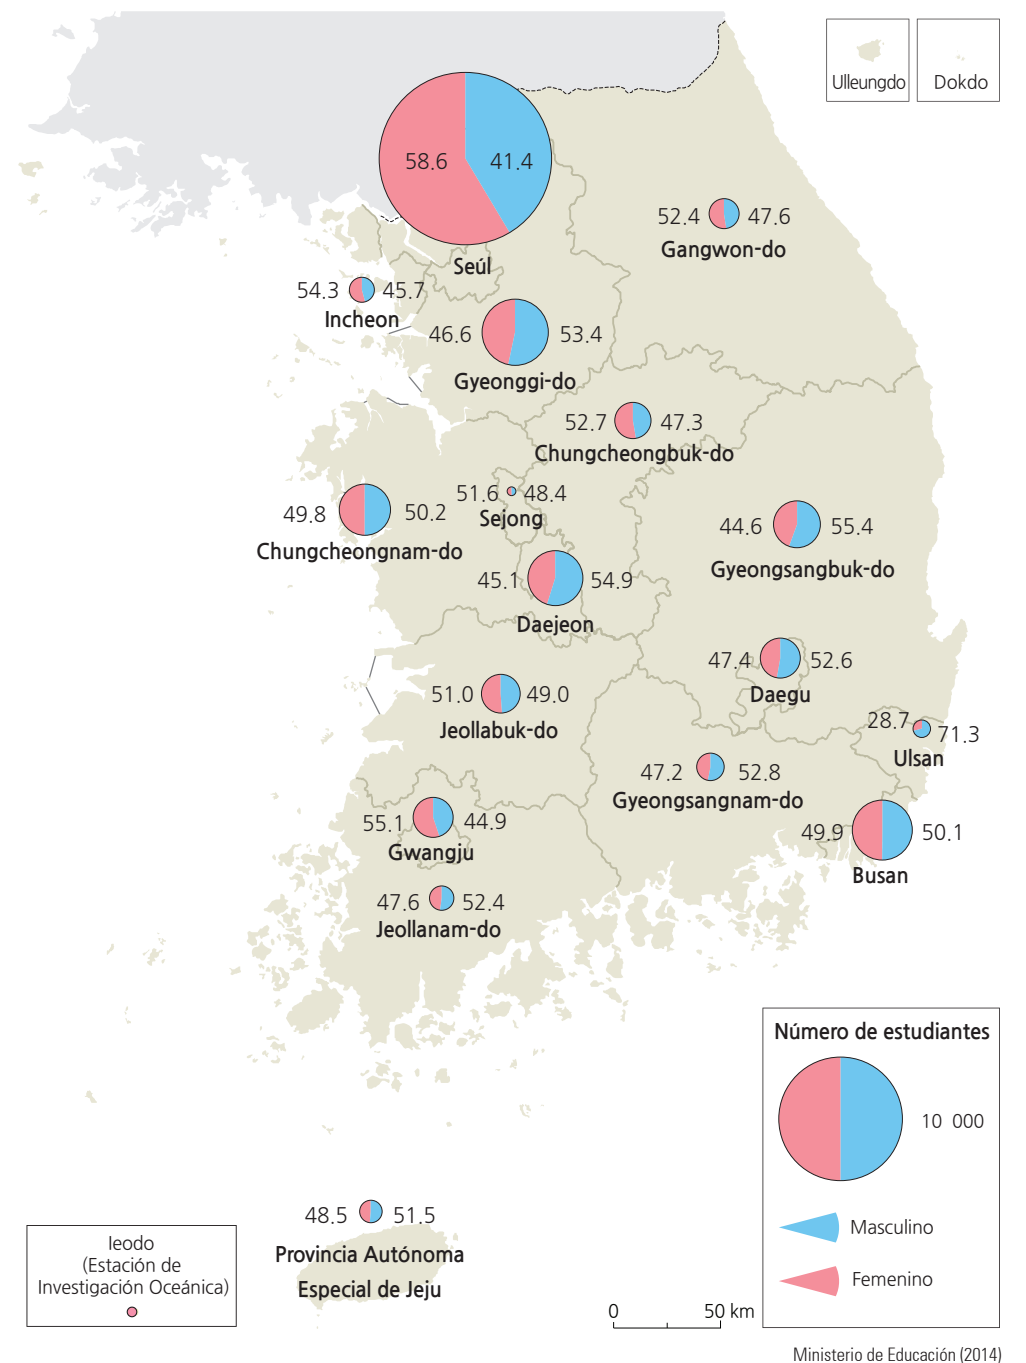 Ulleungdo
Dokdo
58.6 41.4
Seúl
52.4 47.6
Gangwon-do
54.3 45.7
Incheon
46.6 53.4
Gyeonggi-do
52.7 47.3
Chungcheongbuk-do
51.6 48.4
Sejong
49.8 50.2
Chungcheongnam-do
44.6 55.4
Gyeongsangbuk-do
45.1 54.9
Daejeon
47.4 52.6
Daegu
51.0 49.0
Jeollabuk-do
28.7 71.3
Ulsan
47.2 52.8
Gyeongsangnam-do
55.1 44.9
Gwangju
49.9 50.1
Busan
47.6 52.4
Jeollanam-do
48.5 51.5
Provincia Autónoma
Especial de Jeju
Ieodo
(Estación de
Investigación Oceánica)
Número de estudiantes
10 000
Masculino
Femenino
0 50 km
Ministerio de Educación (2014)